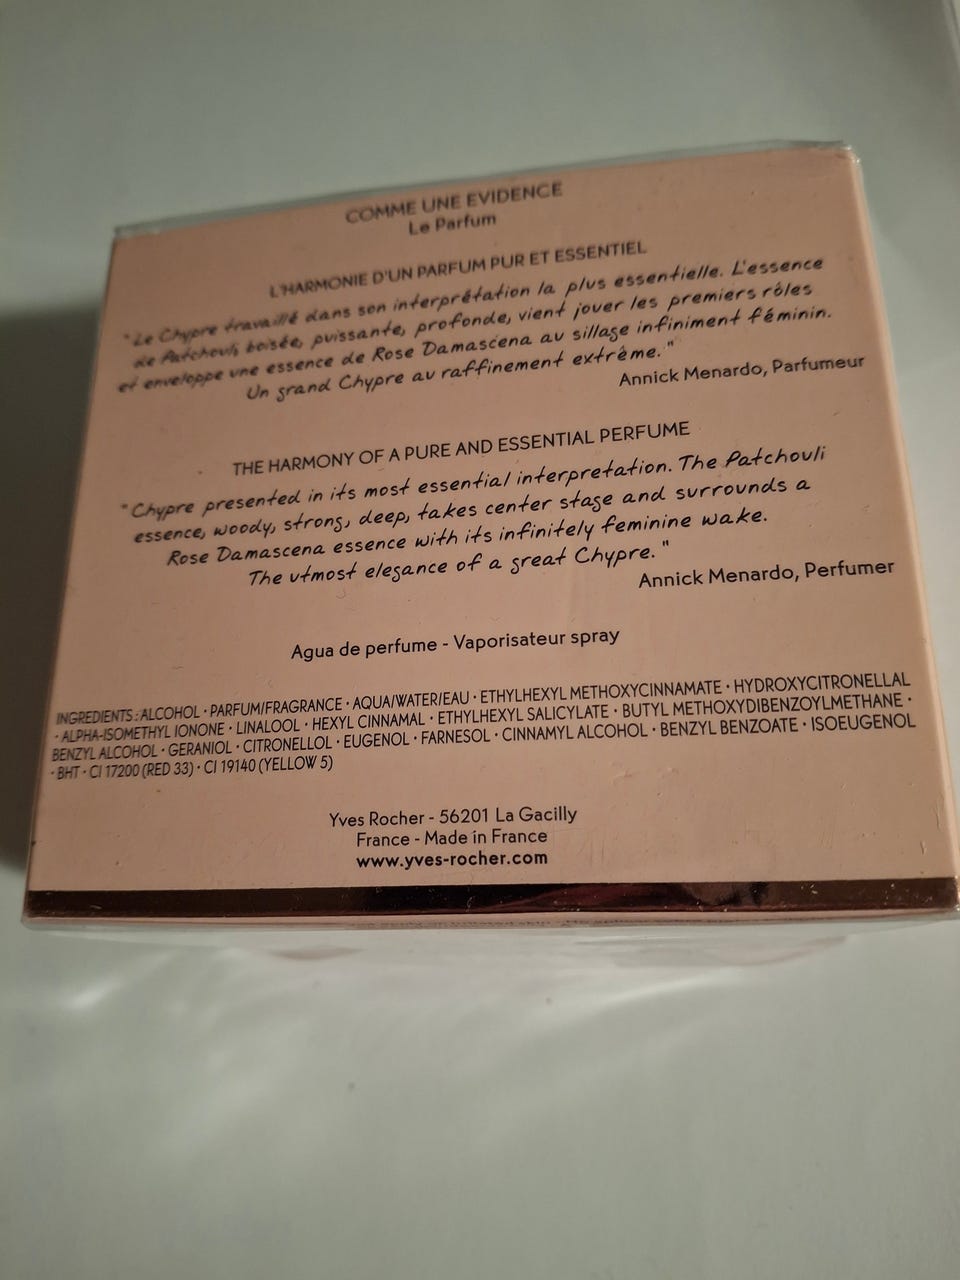 COMME UNE EVIDENCE
Le Parfum
L'HARMONIE D'UN PARFUM PUR ET ESSENTIEL
"Le Chypre travaillé dans son interprétation la plus essentielle. L'essence
de Patchouli, boisée, puissante, profonde, vient jouer les premiers rôles
et enveloppe une essence de Rose Damascena au sillage infiniment féminin.
Un grand Chypre au raffinement extrême."
Annick Menardo, Parfumeur
THE HARMONY OF A PURE AND ESSENTIAL PERFUME
"Chypre presented in its most essential interpretation. The Patchouli
essence, woody, strong, deep, takes center stage and surrounds a
Rose Damascena essence with its infinitely feminine wake.
The utmost elegance of a great Chypre."
Annick Menardo, Perfumer
Agua de perfume - Vaporisateur spray
INGREDIENTS : ALCOHOL · PARFUM/FRAGRANCE · AQUA/WATER/EAU · ETHYLHEXYL METHOXYCINNAMATE · HYDROXYCITRONELLAL
· ALPHA-ISOMETHYL IONONE · LINALOOL · HEXYL CINNAMAL · ETHYLHEXYL SALICYLATE · BUTYL METHOXYDIBENZOYLMETHANE ·
BENZYL ALCOHOL · GERANIOL · CITRONELLOL · EUGENOL · FARNESOL · CINNAMYL ALCOHOL · BENZYL BENZOATE · ISOEUGENOL
· BHT · CI 17200 (RED 33) · CI 19140 (YELLOW 5)
Yves Rocher - 56201 La Gacilly
France - Made in France
www.yves-rocher.com